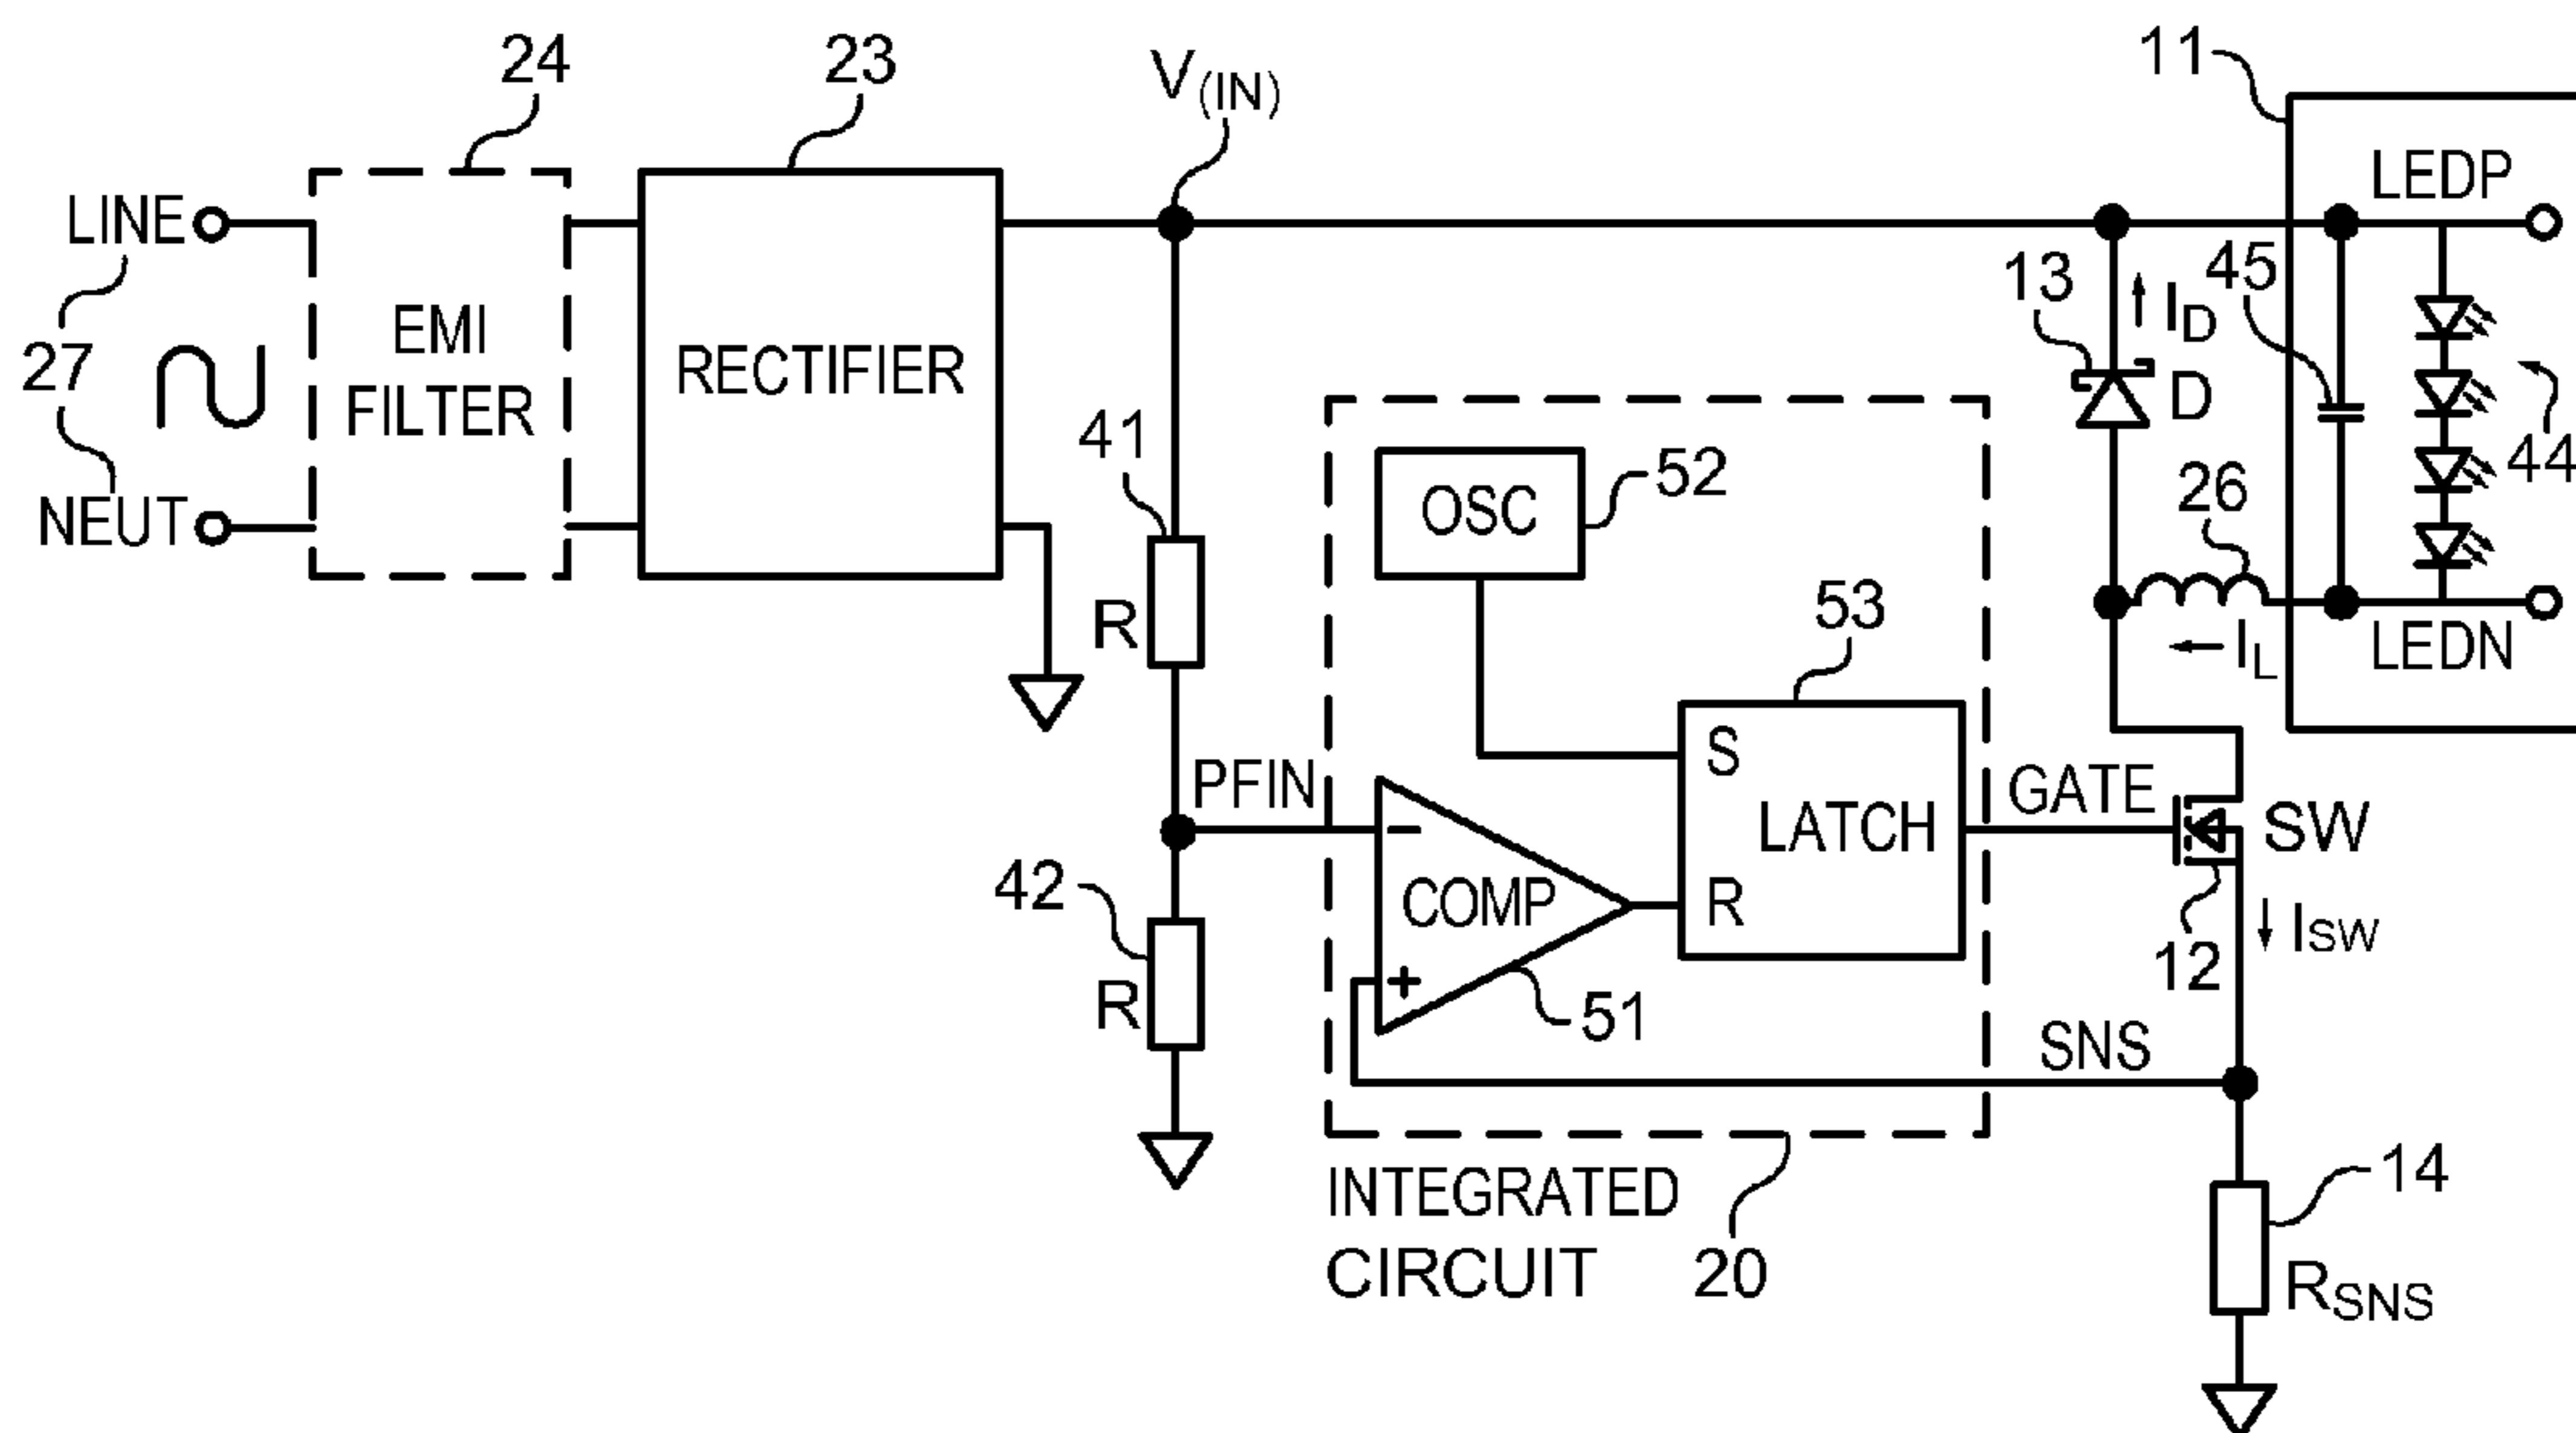 24
23
V(IN)
11
LINE
LEDP
27
EMI
FILTER
RECTIFIER
13
ID
45
D
44
41
OSC
52
26
R
53
IL
LEDN
PFIN
S
LATCH
GATE
SW
42
COMP
R
12
ISW
R
51
SNS
NEUT
INTEGRATED
CIRCUIT
20
14
RSNS
-
+